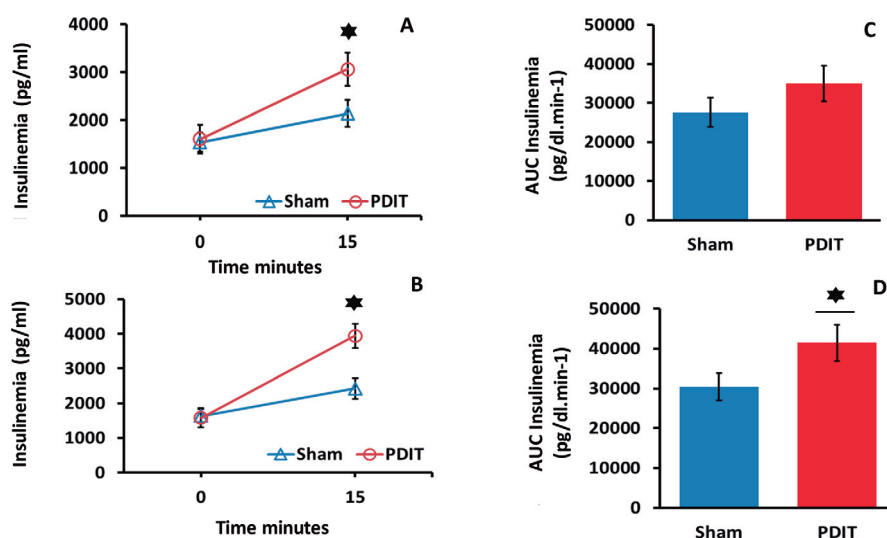 A
Insulinemia (pg/ml)
4000
3000
2000
1000
0
Sham PDIT
0 15
Time minutes
B
Insulinemia (pg/ml)
5000
4000
3000
2000
1000
0
Sham PDIT
0 15
Time minutes
C
AUC Insulinemia
(pg/dl.min-1)
50000
40000
30000
20000
10000
0
Sham PDIT
D
AUC Insulinemia
(pg/dl.min-1)
50000
40000
30000
20000
10000
0
Sham PDIT